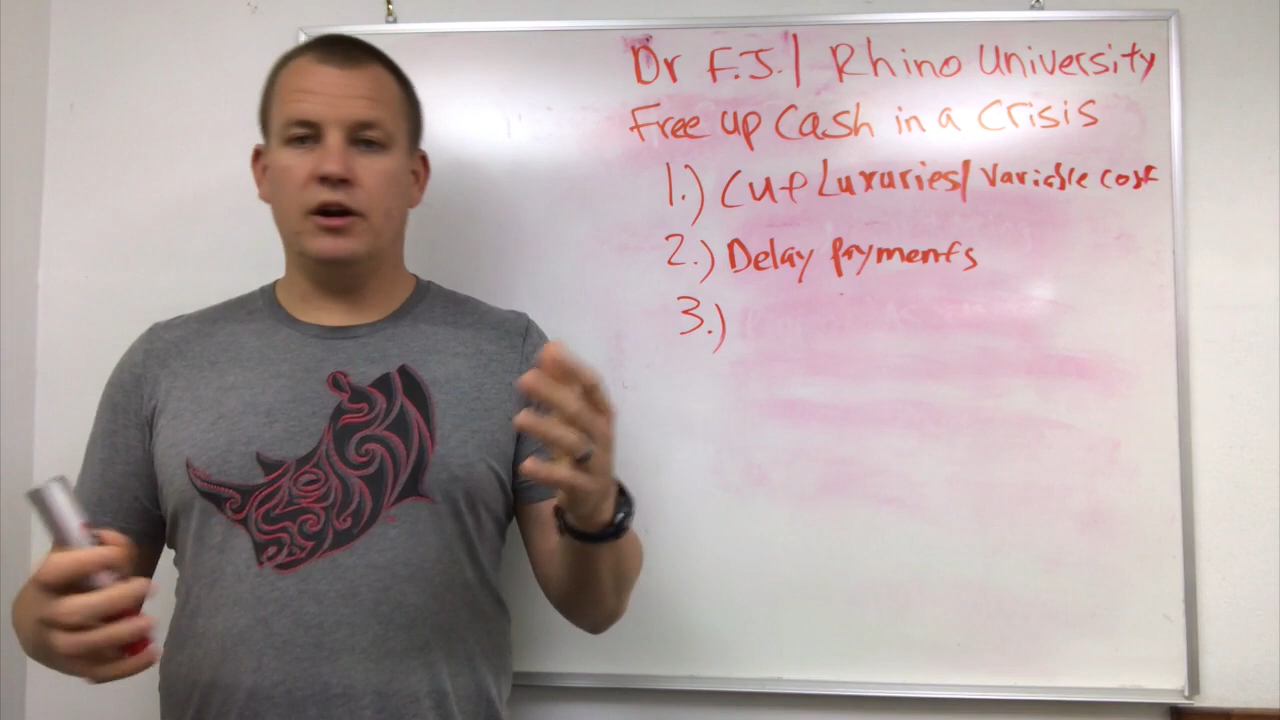 Dr F.J. | Rhino University
Free up Cash in a Crisis
1.) Cut Luxuries/Variable cost
2.) Delay payments
3.)